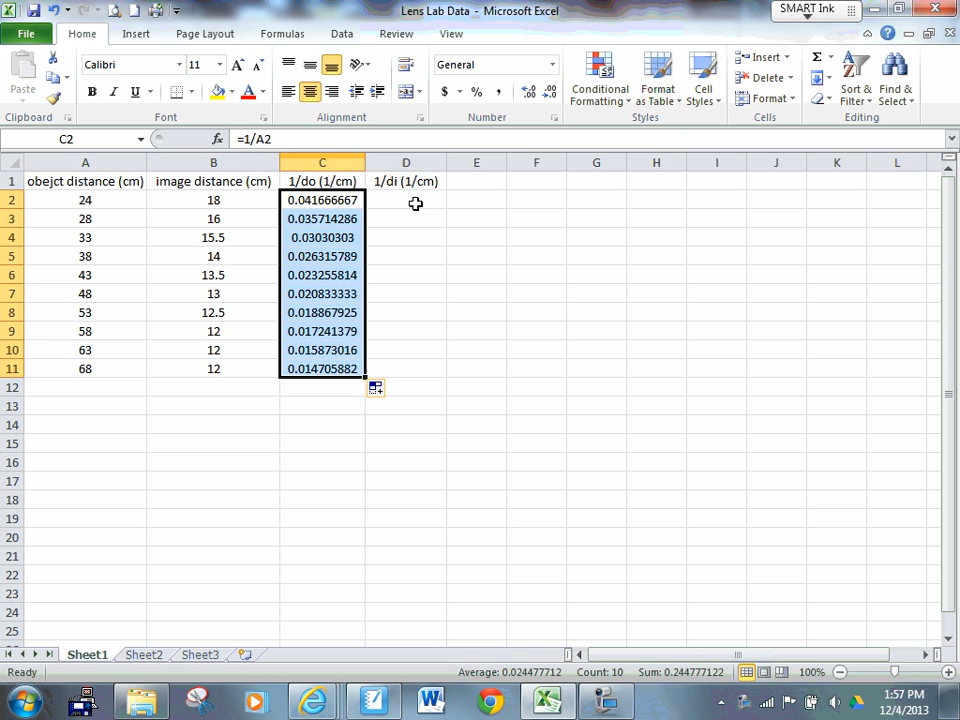 Lens Lab Data - Microsoft Excel
SMART Ink
File Home Insert Page Layout Formulas Data Review View
Calibri 11 General Insert
Paste B I U $ % , Conditional Formatting Format as Table Cell Styles Delete Format Σ Sort & Filter Find & Select
Clipboard Font Alignment Number Styles Cells Editing
C2 fx =1/A2
A B C D E F G H I J K L
1 obejct distance (cm) image distance (cm) 1/do (1/cm) 1/di (1/cm)
2 24 18 0.041666667
3 28 16 0.035714286
4 33 15.5 0.03030303
5 38 14 0.026315789
6 43 13.5 0.023255814
7 48 13 0.020833333
8 53 12.5 0.018867925
9 58 12 0.017241379
10 63 12 0.015873016
11 68 12 0.014705882
12
13
14
15
16
17
18
19
20
21
22
23
24
25
Sheet1 Sheet2 Sheet3
Ready Average: 0.024477712 Count: 10 Sum: 0.244777122 100%
1:57 PM
12/4/2013